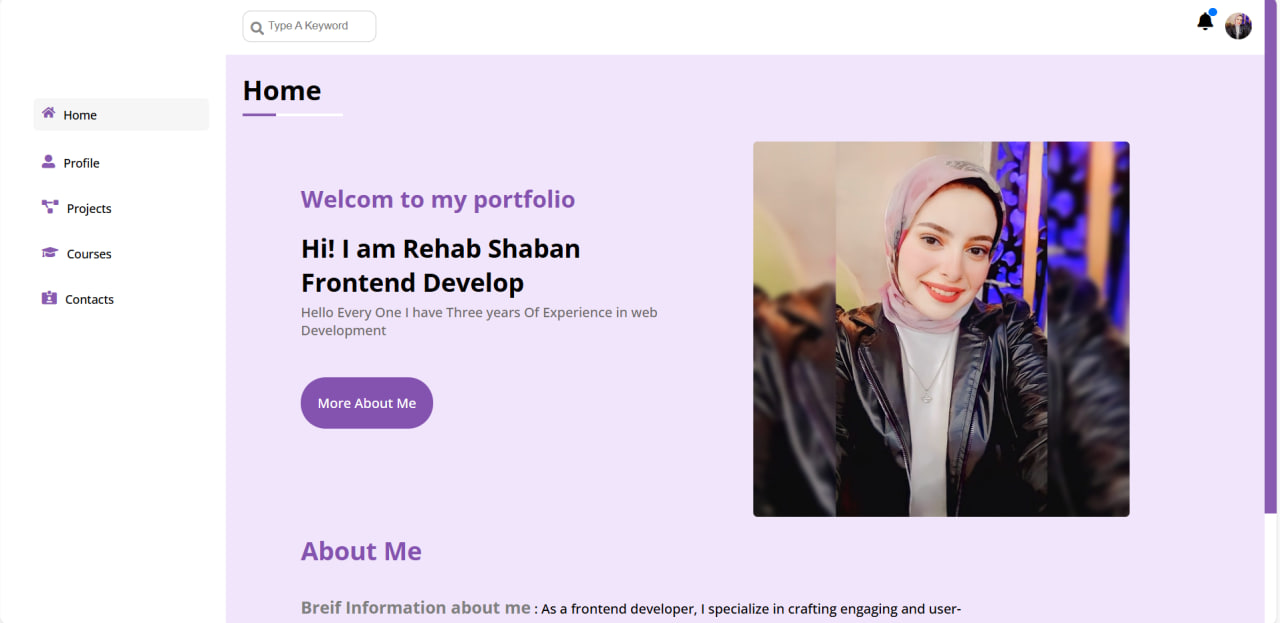 Type A Keyword
Home
Profile
Projects
Courses
Contacts
Home
Welcom to my portfolio
Hi! I am Rehab Shaban
Frontend Develop
Hello Every One I have Three years Of Experience in web
Development
More About Me
About Me
Breif Information about me : As a frontend developer, I specialize in crafting engaging and user-